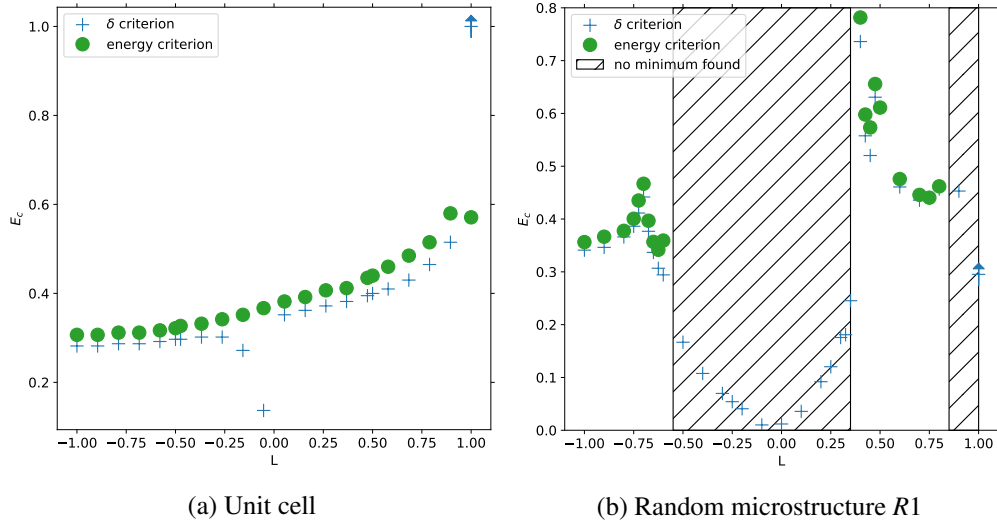 1.0
0.8
0.6
0.4
0.2
E_c
δ criterion
energy criterion
−1.00 −0.75 −0.50 −0.25 0.00 0.25 0.50 0.75 1.00
L
(a) Unit cell
0.8
0.7
0.6
0.5
0.4
0.3
0.2
0.1
0.0
E_c
δ criterion
energy criterion
no minimum found
−1.00 −0.75 −0.50 −0.25 0.00 0.25 0.50 0.75 1.00
L
(b) Random microstructure R1